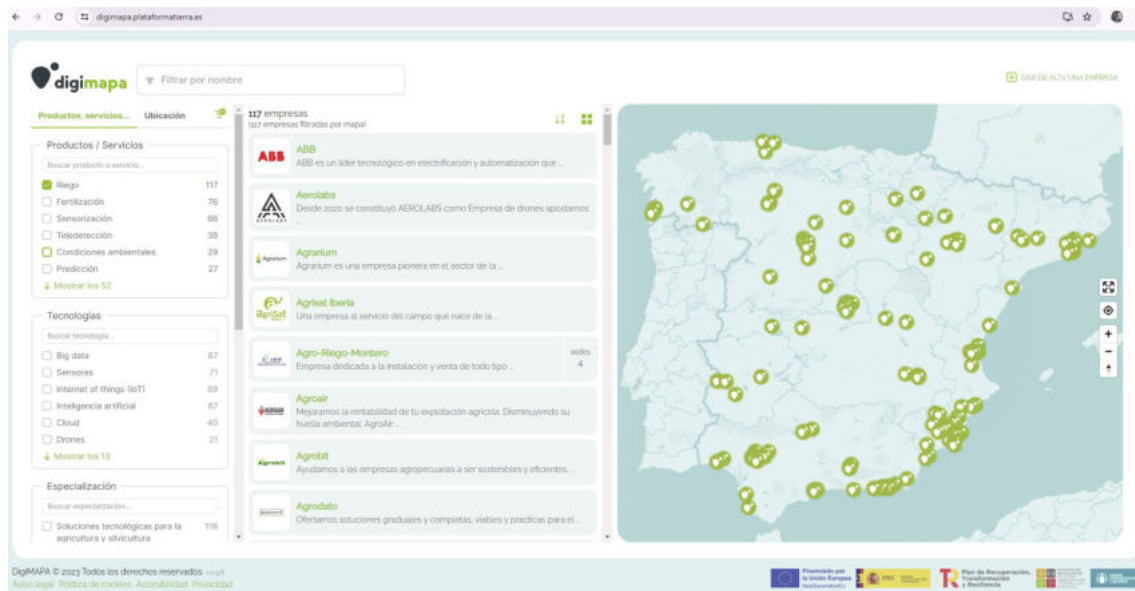 digimapa.plataformatierra.es
digimapa
Filtrar por nombre
DAR DE ALTA UNA EMPRESA
Productos, servicios...
Ubicación
Productos / Servicios
Buscar producto o servicio...
Riego 117
Fertilización 76
Sensorización 66
Teledetección 36
Condiciones ambientales 29
Predicción 27
Mostrar los 52
Tecnologías
Buscar tecnología...
Big data 87
Sensores 71
Internet of things (IoT) 69
Inteligencia artificial 67
Cloud 40
Drones 21
Mostrar los 13
Especialización
Buscar especialización...
Soluciones tecnológicas para la 116
agricultura y silvicultura
117 empresas
(117 empresas filtradas por mapa)
ABB
ABB
ABB es un líder tecnológico en electrificación y automatización que ...
AEROLABS
Aerolabs
Desde 2020 se constituyó AEROLABS como Empresa de drones apostamos
...
Agrarium
Agrarium
Agrarium es una empresa pionera en el sector de la ...
agriSat
Agrisat Iberia
Una empresa al servicio del campo que nace de la ...
Agro-Riego-Montero
Empresa dedicada a la instalación y venta de todo tipo ...
sedes
4
Agroair
Mejoramos la rentabilidad de tu explotación agrícola. Disminuyendo su
huella ambiental. AgroAir ...
Agrobit
Agrobit
Ayudamos a las empresas agropecuarias a ser sostenibles y eficientes ...
Agrodato
Ofertamos soluciones graduales y completas, viables y prácticas para el ...
DigiMAPA © 2023 Todos los derechos reservados
Aviso legal Política de cookies Accesibilidad Privacidad
Financiado por
la Unión Europea
NextGenerationEU
Plan de Recuperación,
Transformación
y Resiliencia